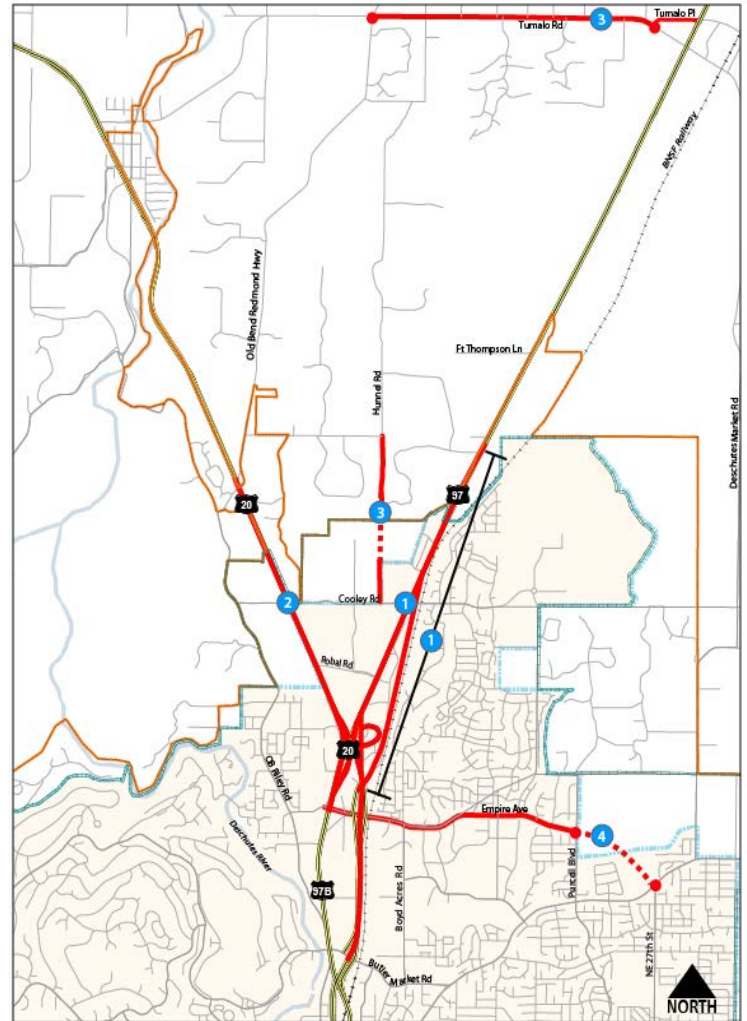 Tumalo Pl
3
Tumalo Rd
BNSF Railway
Old Bend Redmond Hwy
Ft Thompson Ln
Hunnel Rd
Deschutes Market Rd
97
20
3
2
Cooley Rd
1
1
Robal Rd
20
OB Riley Rd
Empire Ave
4
Deschutes River
Purcell Blvd
Boyd Acres Rd
97B
NE 27th St
Butler Market Rd
NORTH